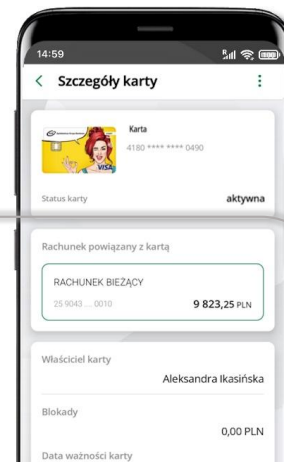 14:59
Szczegóły karty
Karta
4180 **** **** 0490
VISA
Status karty
aktywna
Rachunek powiązany z kartą
RACHUNEK BIEŻĄCY
25 9043 ... 0010
9 823,25 PLN
Właściciel karty
Aleksandra Ikasińska
Blokady
0,00 PLN
Data ważności karty